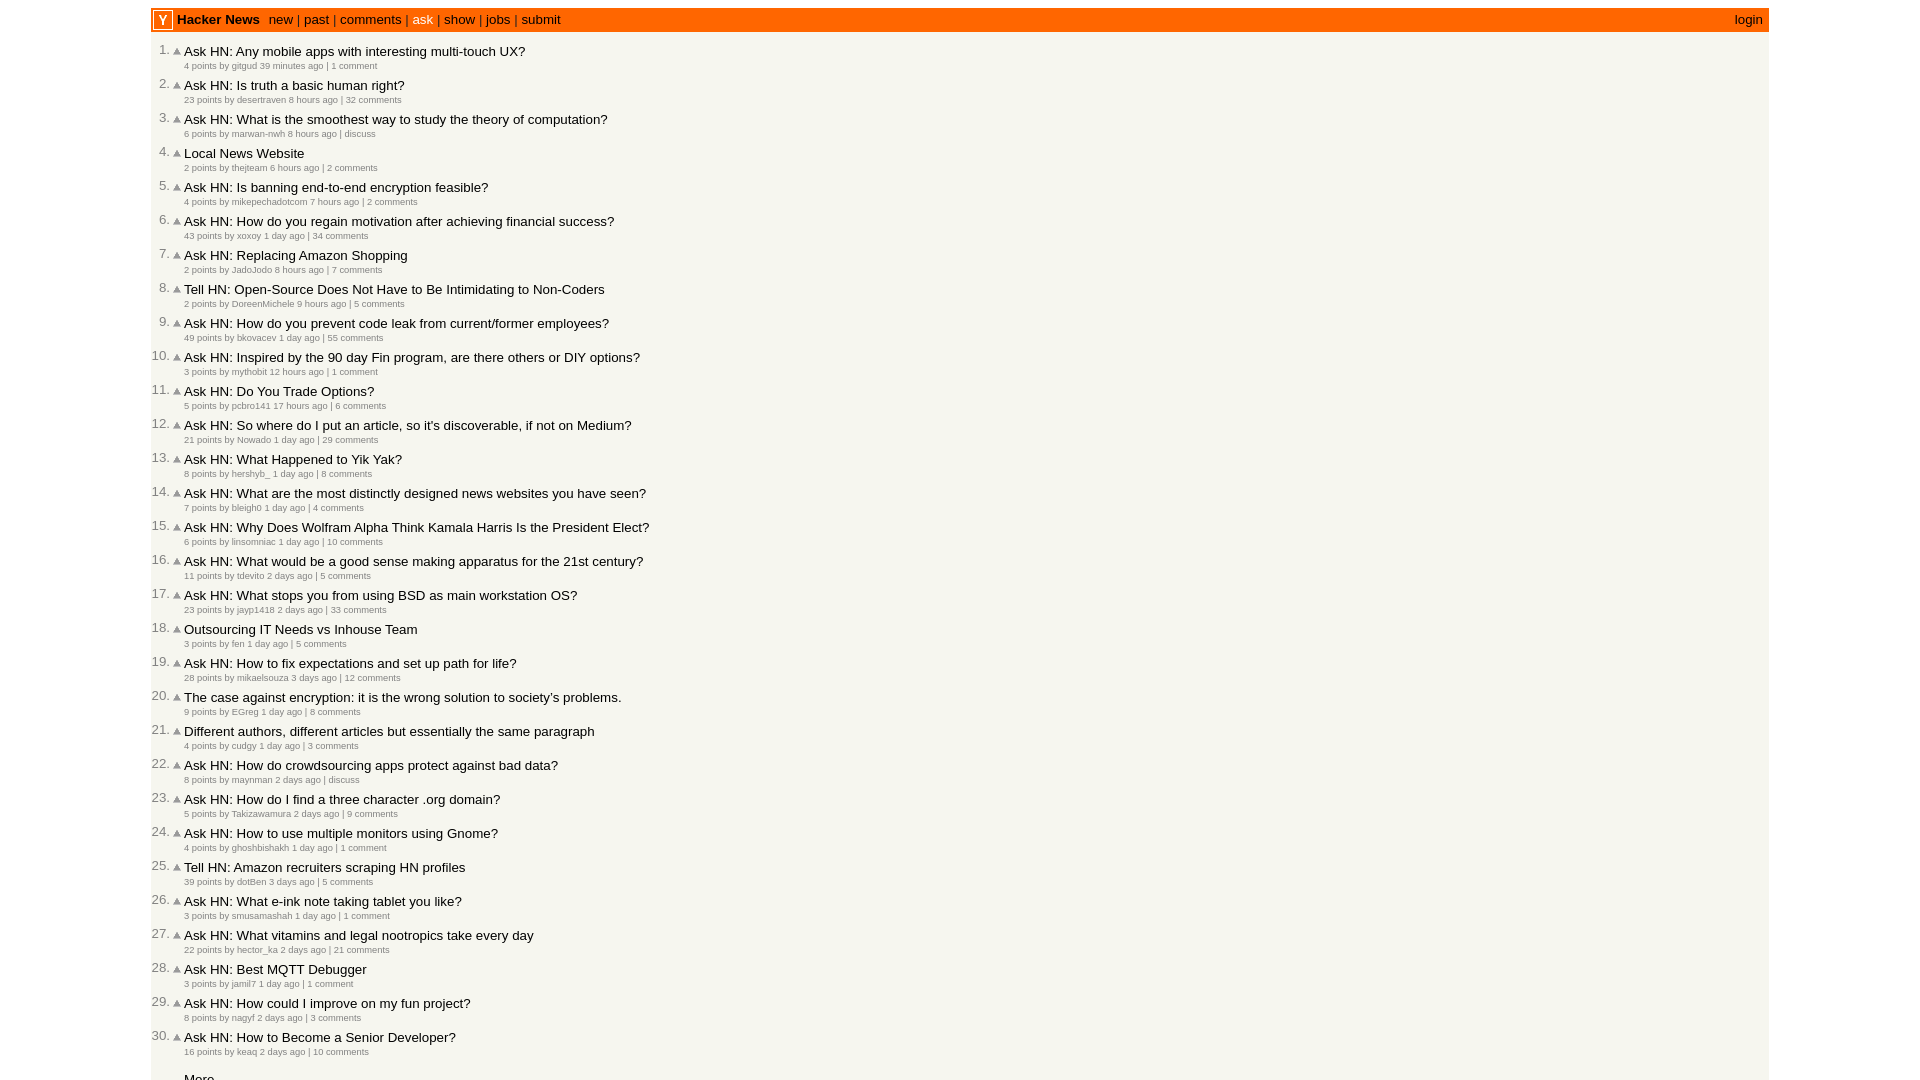 Y Hacker News new | past | comments | ask | show | jobs | submit login
1. Ask HN: Any mobile apps with interesting multi-touch UX?
4 points by gitgud 39 minutes ago | 1 comment
2. Ask HN: Is truth a basic human right?
23 points by desertraven 8 hours ago | 32 comments
3. Ask HN: What is the smoothest way to study the theory of computation?
6 points by marwan-nwh 8 hours ago | discuss
4. Local News Website
2 points by thejteam 6 hours ago | 2 comments
5. Ask HN: Is banning end-to-end encryption feasible?
4 points by mikepechadotcom 7 hours ago | 2 comments
6. Ask HN: How do you regain motivation after achieving financial success?
43 points by xoxoy 1 day ago | 34 comments
7. Ask HN: Replacing Amazon Shopping
2 points by JadoJodo 8 hours ago | 7 comments
8. Tell HN: Open-Source Does Not Have to Be Intimidating to Non-Coders
2 points by DoreenMichele 9 hours ago | 5 comments
9. Ask HN: How do you prevent code leak from current/former employees?
49 points by bkovacev 1 day ago | 55 comments
10. Ask HN: Inspired by the 90 day Fin program, are there others or DIY options?
3 points by mythobit 12 hours ago | 1 comment
11. Ask HN: Do You Trade Options?
5 points by pcbro141 17 hours ago | 6 comments
12. Ask HN: So where do I put an article, so it's discoverable, if not on Medium?
21 points by Nowado 1 day ago | 29 comments
13. Ask HN: What Happened to Yik Yak?
8 points by hershyb_ 1 day ago | 8 comments
14. Ask HN: What are the most distinctly designed news websites you have seen?
7 points by bleigh0 1 day ago | 4 comments
15. Ask HN: Why Does Wolfram Alpha Think Kamala Harris Is the President Elect?
6 points by linsomniac 1 day ago | 10 comments
16. Ask HN: What would be a good sense making apparatus for the 21st century?
11 points by tdevito 2 days ago | 5 comments
17. Ask HN: What stops you from using BSD as main workstation OS?
23 points by jayp1418 2 days ago | 33 comments
18. Outsourcing IT Needs vs Inhouse Team
3 points by fen 1 day ago | 5 comments
19. Ask HN: How to fix expectations and set up path for life?
28 points by mikaelsouza 3 days ago | 12 comments
20. The case against encryption: it is the wrong solution to society’s problems.
9 points by EGreg 1 day ago | 8 comments
21. Different authors, different articles but essentially the same paragraph
4 points by cudgy 1 day ago | 3 comments
22. Ask HN: How do crowdsourcing apps protect against bad data?
8 points by maynman 2 days ago | discuss
23. Ask HN: How do I find a three character .org domain?
5 points by Takizawamura 2 days ago | 9 comments
24. Ask HN: How to use multiple monitors using Gnome?
4 points by ghoshbishakh 1 day ago | 1 comment
25. Tell HN: Amazon recruiters scraping HN profiles
39 points by dotBen 3 days ago | 5 comments
26. Ask HN: What e-ink note taking tablet you like?
3 points by smusamashah 1 day ago | 1 comment
27. Ask HN: What vitamins and legal nootropics take every day
22 points by hector_ka 2 days ago | 21 comments
28. Ask HN: Best MQTT Debugger
3 points by jamil7 1 day ago | 1 comment
29. Ask HN: How could I improve on my fun project?
8 points by nagyf 2 days ago | 3 comments
30. Ask HN: How to Become a Senior Developer?
16 points by keaq 2 days ago | 10 comments
More